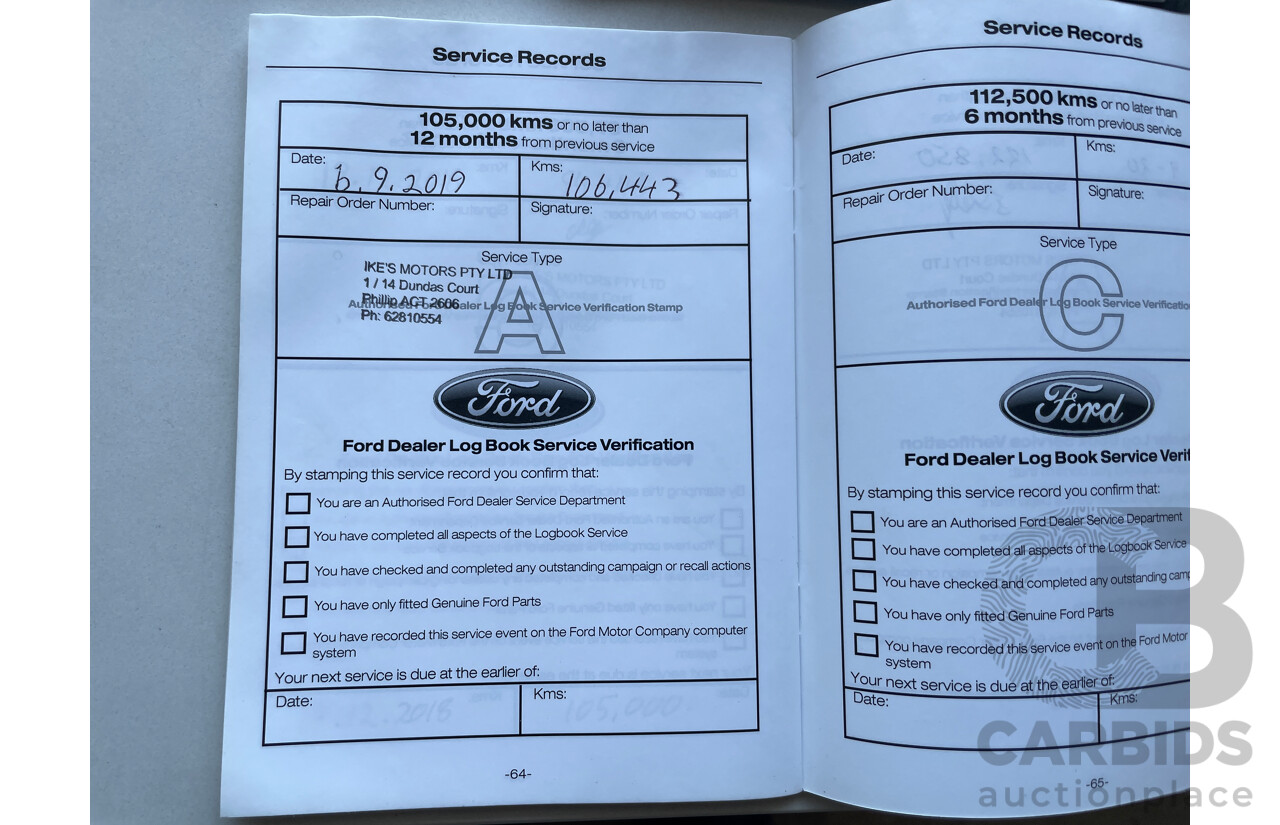 Service Records
105,000 kms or no later than
12 months from previous service
Date: 6.9.2019
Kms: 106,443
Repair Order Number:
Signature:
Service Type
IKE'S MOTORS PTY LTD
1 / 14 Dundas Court
Phillip ACT 2606
Ph: 62810554
Authorised Ford Dealer Log Book Service Verification Stamp
A
Ford
Ford Dealer Log Book Service Verification
By stamping this service record you confirm that:
You are an Authorised Ford Dealer Service Department
You have completed all aspects of the Logbook Service
You have checked and completed any outstanding campaign or recall actions
You have only fitted Genuine Ford Parts
You have recorded this service event on the Ford Motor Company computer
system
Your next service is due at the earlier of:
Date:
Kms:
-64-
Service Records
112,500 kms or no later than
6 months from previous service
Date:
Kms:
Repair Order Number:
Signature:
Service Type
Authorised Ford Dealer Log Book Service Verificatio
C
Ford
Ford Dealer Log Book Service Verif
By stamping this service record you confirm that:
You are an Authorised Ford Dealer Service Department
You have completed all aspects of the Logbook Service
You have checked and completed any outstanding camp
You have only fitted Genuine Ford Parts
You have recorded this service event on the Ford Motor
system
Your next service is due at the earlier of:
Date:
Kms:
-65-
CARBIDS
auctionplace